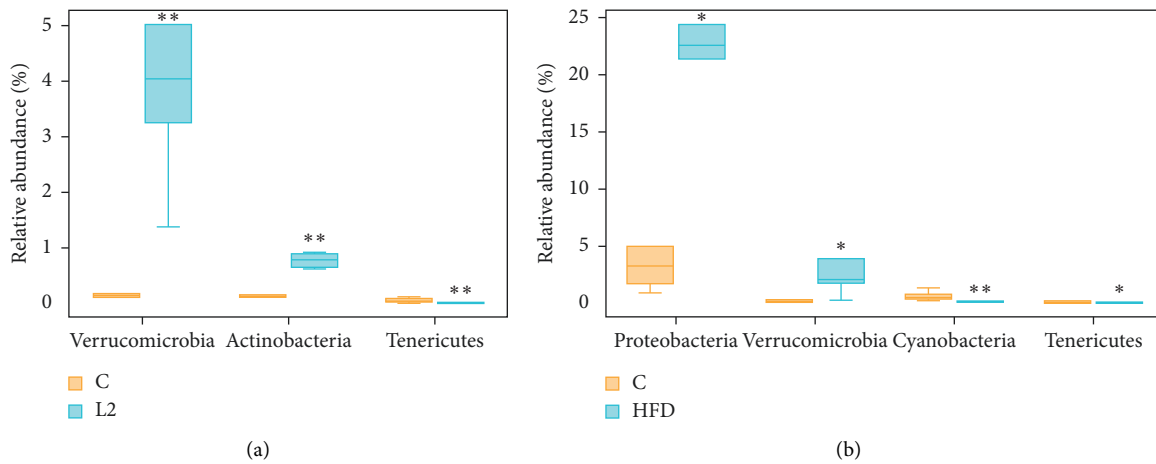 Relative abundance (%)
5
4
3
2
1
0
**
**
**
Verrucomicrobia Actinobacteria Tenericutes
C
L2
(a)
Relative abundance (%)
25
20
15
10
5
0
*
*
**
*
Proteobacteria Verrucomicrobia Cyanobacteria Tenericutes
C
HFD
(b)